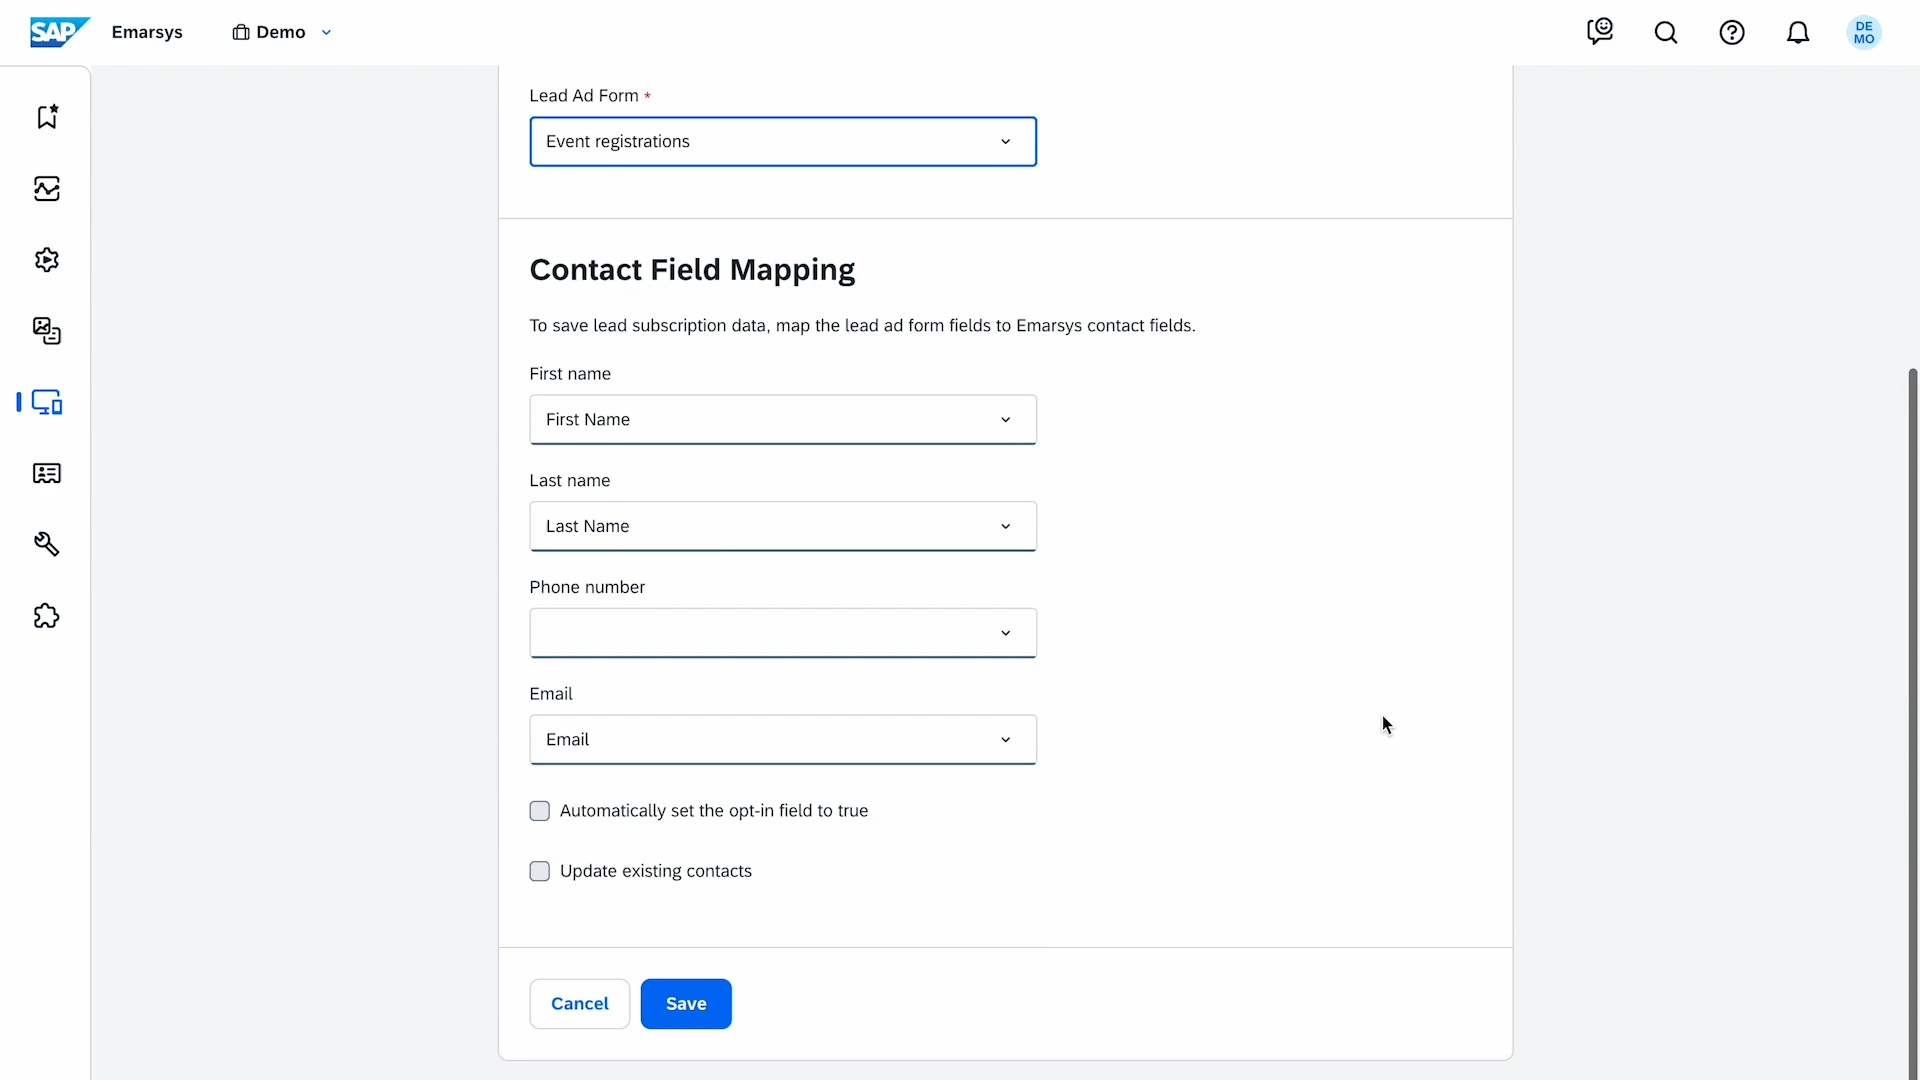 SAP
Emarsys
Demo
DE
MO
Lead Ad Form *
Event registrations
Contact Field Mapping
To save lead subscription data, map the lead ad form fields to Emarsys contact fields.
First name
First Name
Last name
Last Name
Phone number
Email
Email
Automatically set the opt-in field to true
Update existing contacts
Cancel
Save